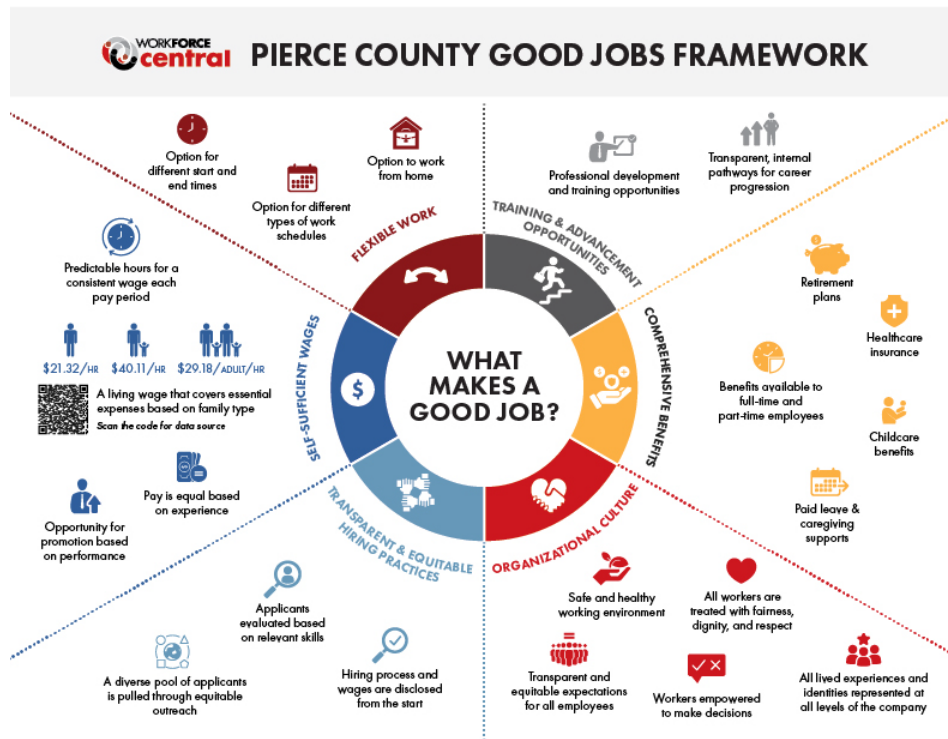 WORKFORCE
central
PIERCE COUNTY GOOD JOBS FRAMEWORK
Option for
different start and
end times
Option for different
types of work
schedules
Option to work
from home
FLEXIBLE WORK
Professional development
and training opportunities
Transparent, internal
pathways for career
progression
TRAINING & ADVANCEMENT
OPPORTUNITIES
Retirement
plans
Healthcare
insurance
Benefits available to
full-time and
part-time employees
Childcare
benefits
Paid leave &
caregiving
supports
COMPREHENSIVE BENEFITS
Predictable hours for a
consistent wage each
pay period
$21.32/HR
$40.11/HR
$29.18/ADULT/HR
A living wage that covers essential
expenses based on family type
Scan the code for data source
Pay is equal based
on experience
Opportunity for
promotion based
on performance
SELF-SUFFICIENT WAGES
$
WHAT
MAKES A
GOOD JOB?
TRANSPARENT & EQUITABLE
HIRING PRACTICES
Applicants
evaluated based
on relevant skills
A diverse pool of applicants
is pulled through equitable
outreach
Hiring process and
wages are disclosed
from the start
ORGANIZATIONAL CULTURE
Safe and healthy
working environment
All workers are
treated with fairness,
dignity, and respect
Transparent and
equitable expectations
for all employees
Workers empowered
to make decisions
All lived experiences and
identities represented at
all levels of the company